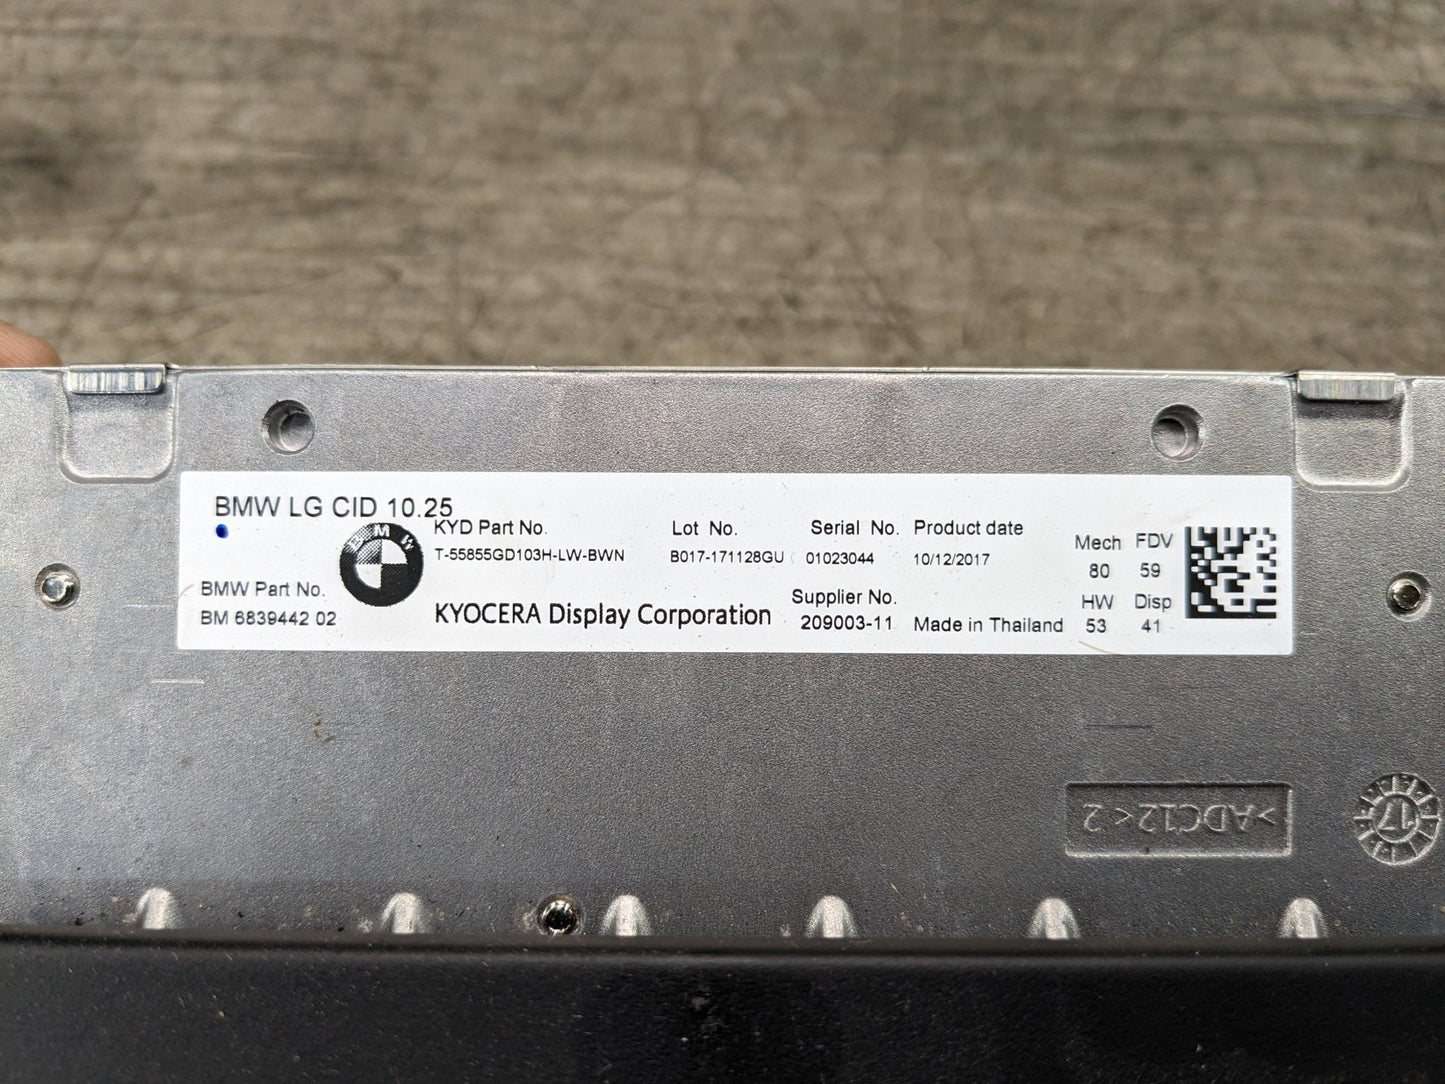 BMW LG CID 10.25
KYD Part No.
T-55855GD103H-LW-BWN
Lot No.
B017-171128GU
Serial No.
01023044
Product date
10/12/2017
Mech
80
FDV
59
BMW
BMW Part No.
BM 6839442 02
KYOCERA Display Corporation
Supplier No.
209003-11
Made in Thailand
HW
53
Disp
41
>ADC12< 2
17